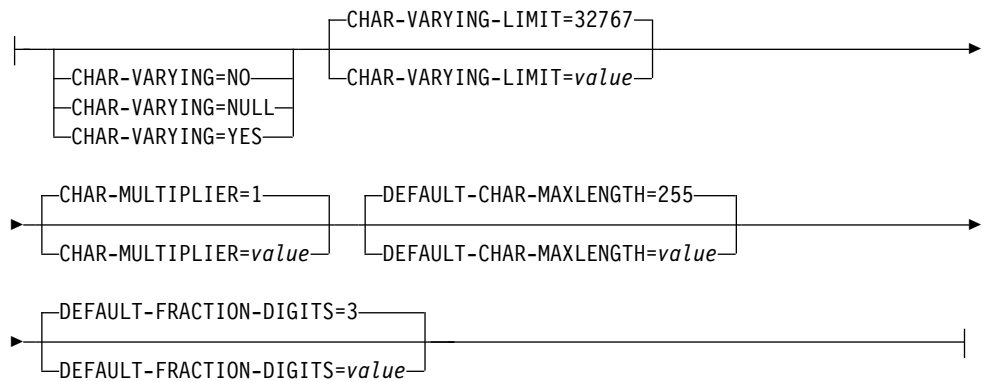 CHAR-VARYING-LIMIT=32767
CHAR-VARYING=NO
CHAR-VARYING-LIMIT=value
CHAR-VARYING=NULL
CHAR-VARYING=YES
CHAR-MULTIPLIER=1
DEFAULT-CHAR-MAXLENGTH=255
CHAR-MULTIPLIER=value
DEFAULT-CHAR-MAXLENGTH=value
DEFAULT-FRACTION-DIGITS=3
DEFAULT-FRACTION-DIGITS=value